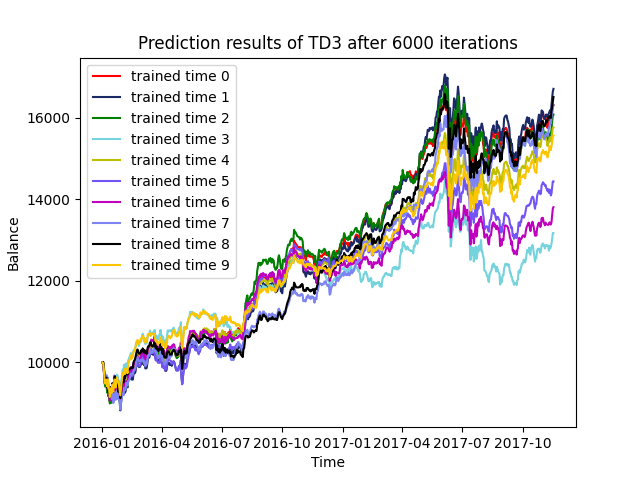 Prediction results of TD3 after 6000 iterations
trained time 0
trained time 1
trained time 2
trained time 3
trained time 4
trained time 5
trained time 6
trained time 7
trained time 8
trained time 9
Balance
16000
14000
12000
10000
2016-01 2016-04 2016-07 2016-10 2017-01 2017-04 2017-07 2017-10
Time